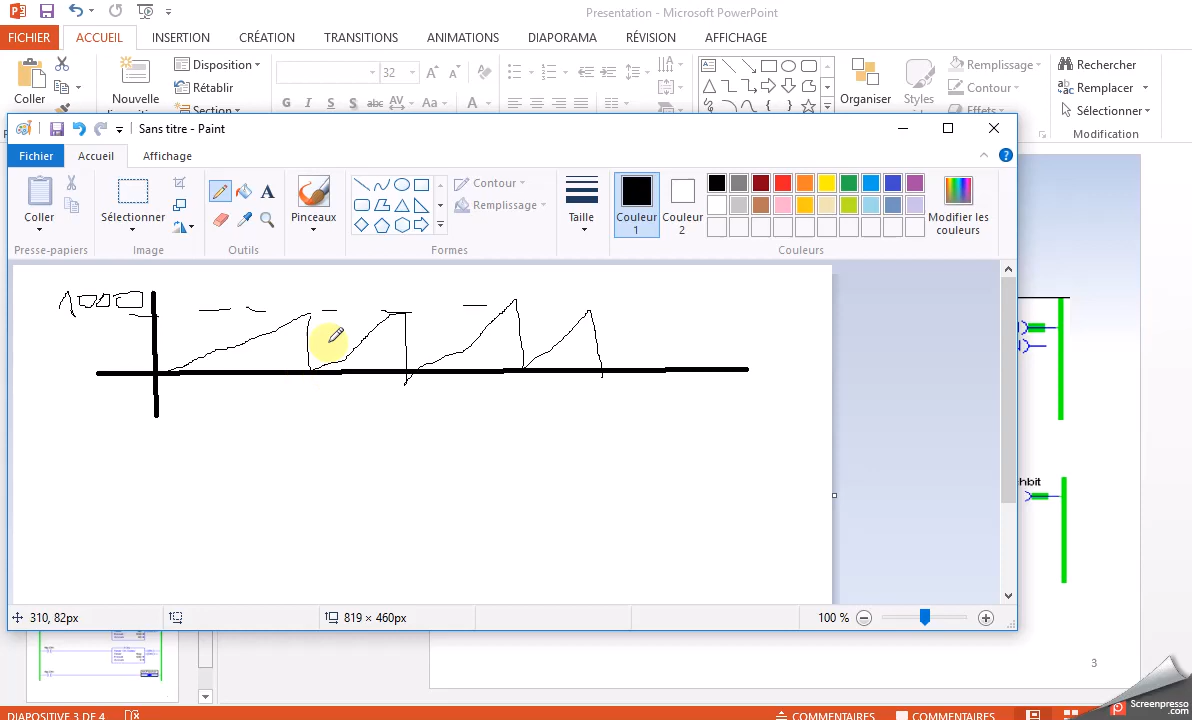 Presentation - Microsoft PowerPoint
FICHIER ACCUEIL INSERTION CRÉATION TRANSITIONS ANIMATIONS DIAPORAMA RÉVISION AFFICHAGE
Disposition
Rétablir
Section
Coller
Nouvelle
32
G I S S abc AV Aa A
Organiser
Styles
Remplissage
Contour
Effets
Rechercher
Remplacer
Sélectionner
Modification
Sans titre - Paint
Fichier Accueil Affichage
Coller
Sélectionner
Pinceaux
Contour
Remplissage
Taille
Couleur
1
Couleur
2
Modifier les
couleurs
Presse-papiers Image Outils Formes Couleurs
1000
hbit
310, 82px
819 × 460px
100 %
3
DIAPOSITIVE 3 DE 4
COMMENTAIRES
COMMENTAIRES
Screenpresso
.com